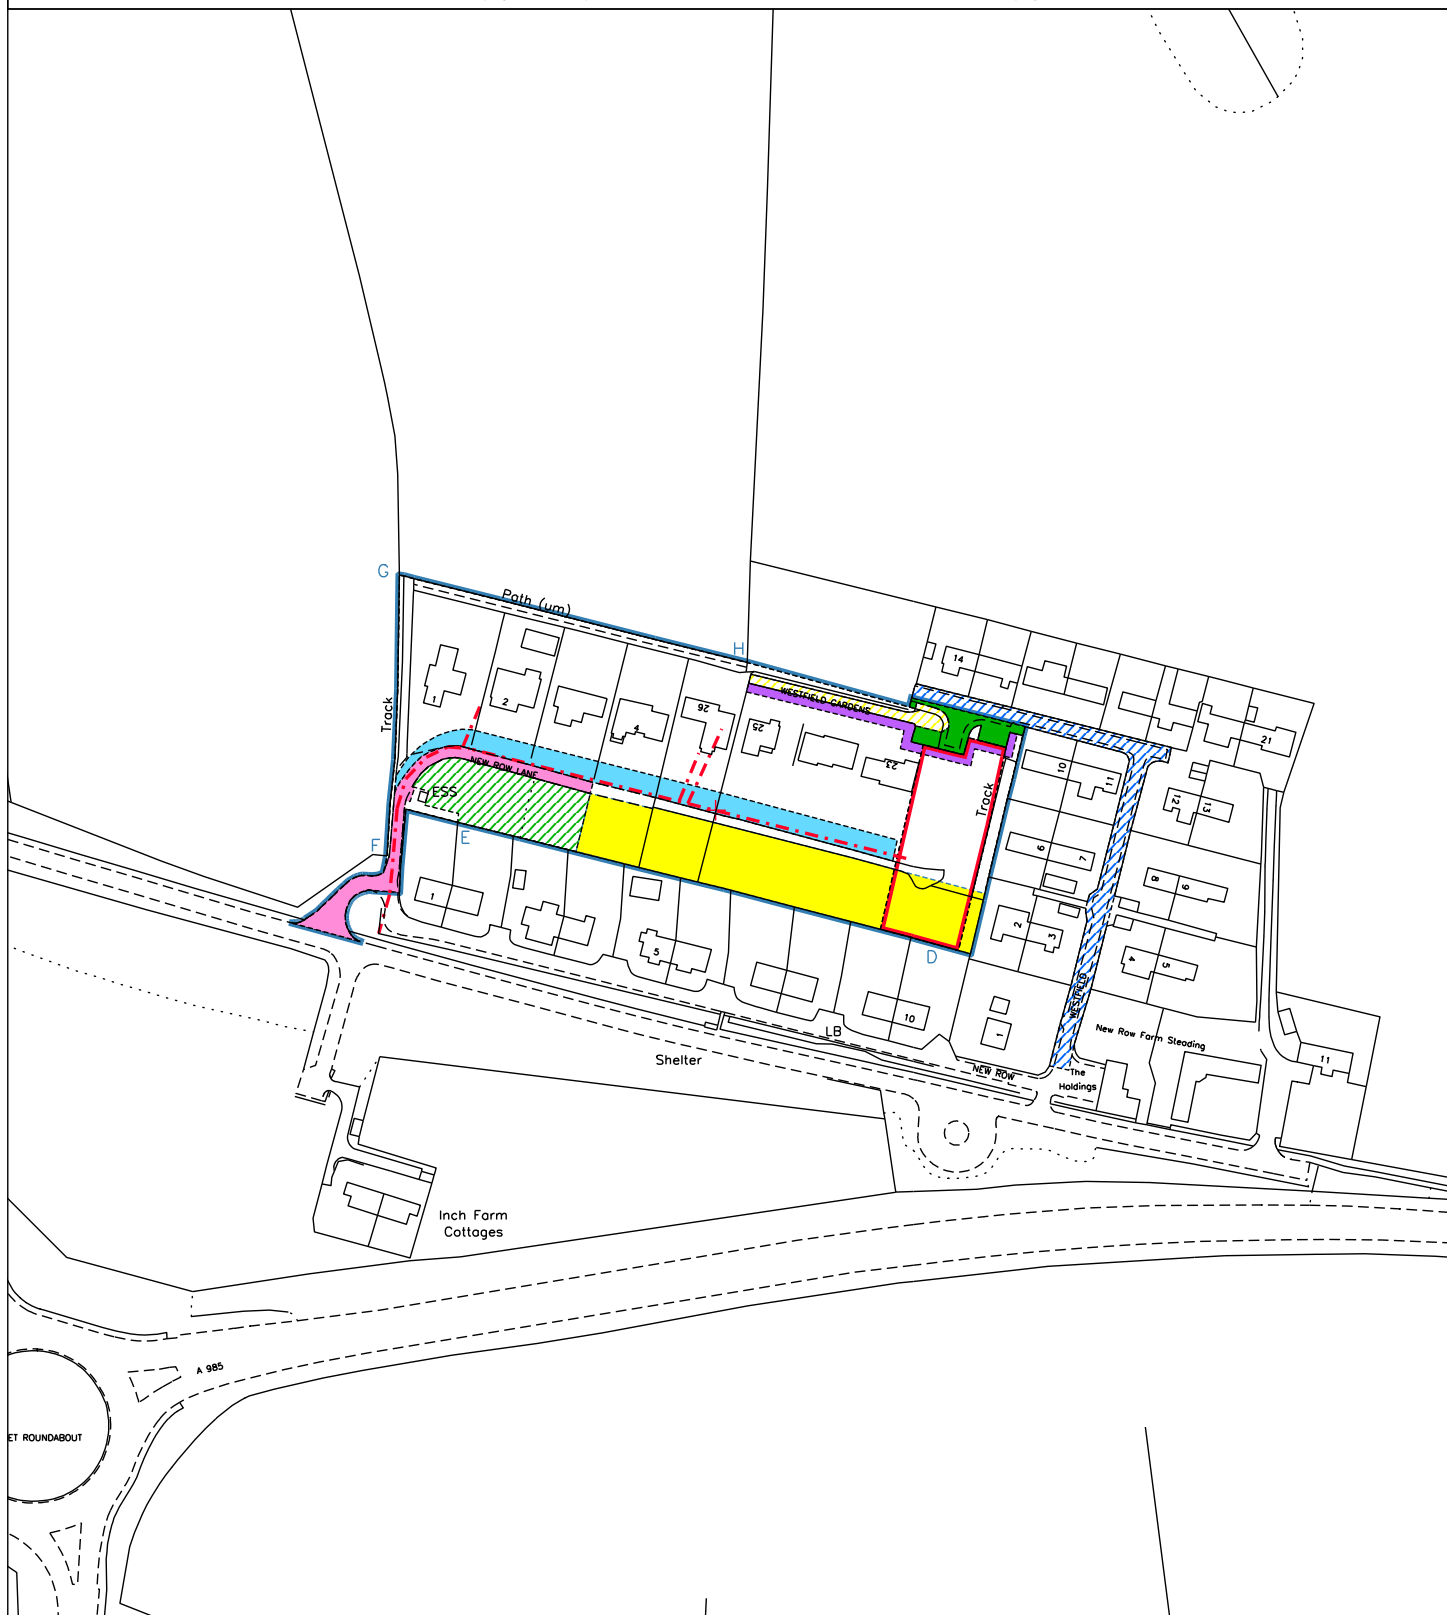 G
Path (um)
H
14
WESTFIELD GARDENS
1
2
4
26
25
23
21
Track
10
11
12
13
NEW ROW LANE
ESS
Track
F
E
6
7
8
9
1
5
2
3
4
5
D
10
1
WESTFIELD
New Row Farm Steading
LB
Shelter
NEW ROW
The
Holdings
11
Inch Farm
Cottages
A 985
ET ROUNDABOUT